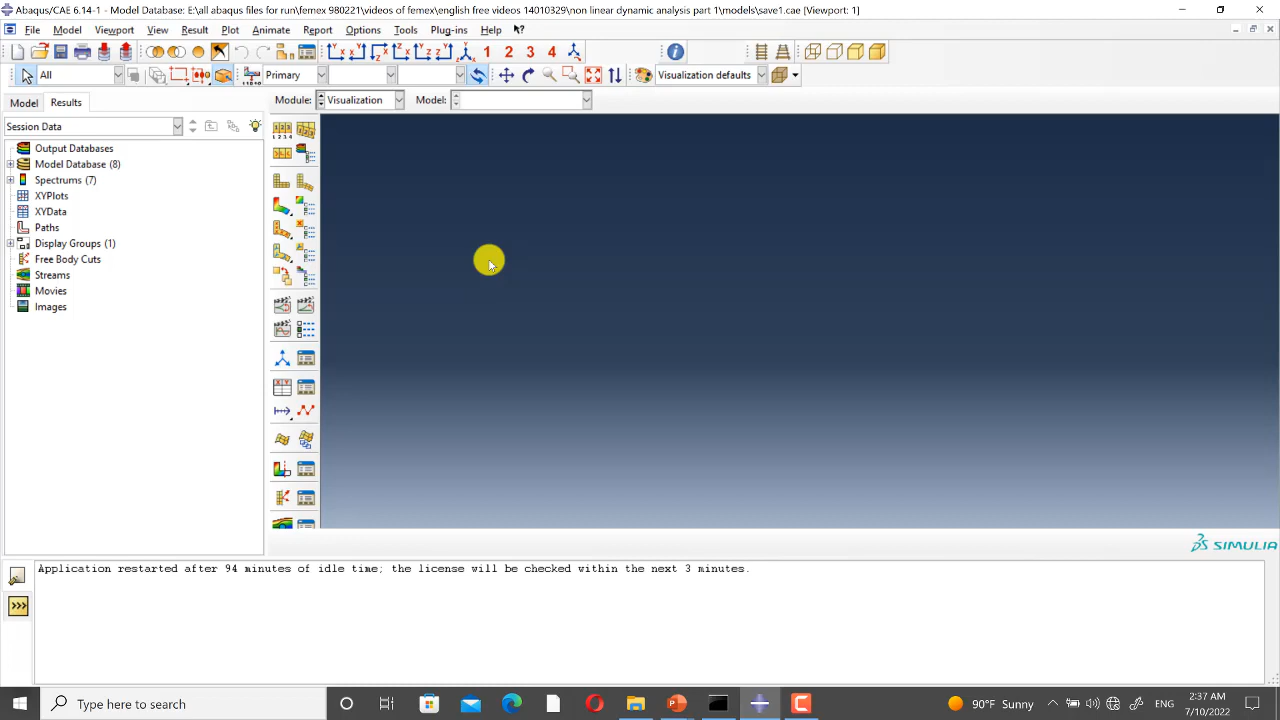 Abaqus/CAE 6.14-1 - Model Database: E:\all abaqus for run\femex 980221\videos of femex\english free videos 14010329\non linear dynamic analysis part 1\models\save1.cae [Viewport: 1]
File Model Viewport View Result Plot Animate Report Options Tools Plug-ins Help
1 2 3 4
All Primary Visualization defaults
Model Results Module: Visualization Model:
Session Data
Output Databases
Model Database (8)
Spectrums (7)
XYPlots
XYData
Paths
Display Groups (1)
Free Body Cuts
Streams
Movies
Images
SIMULIA
Application restarted after 94 minutes of idle time; the license will be checked within the next 3 minutes.
>>>
Type here to search
90°F Sunny
ENG
2:37 AM
7/10/2022